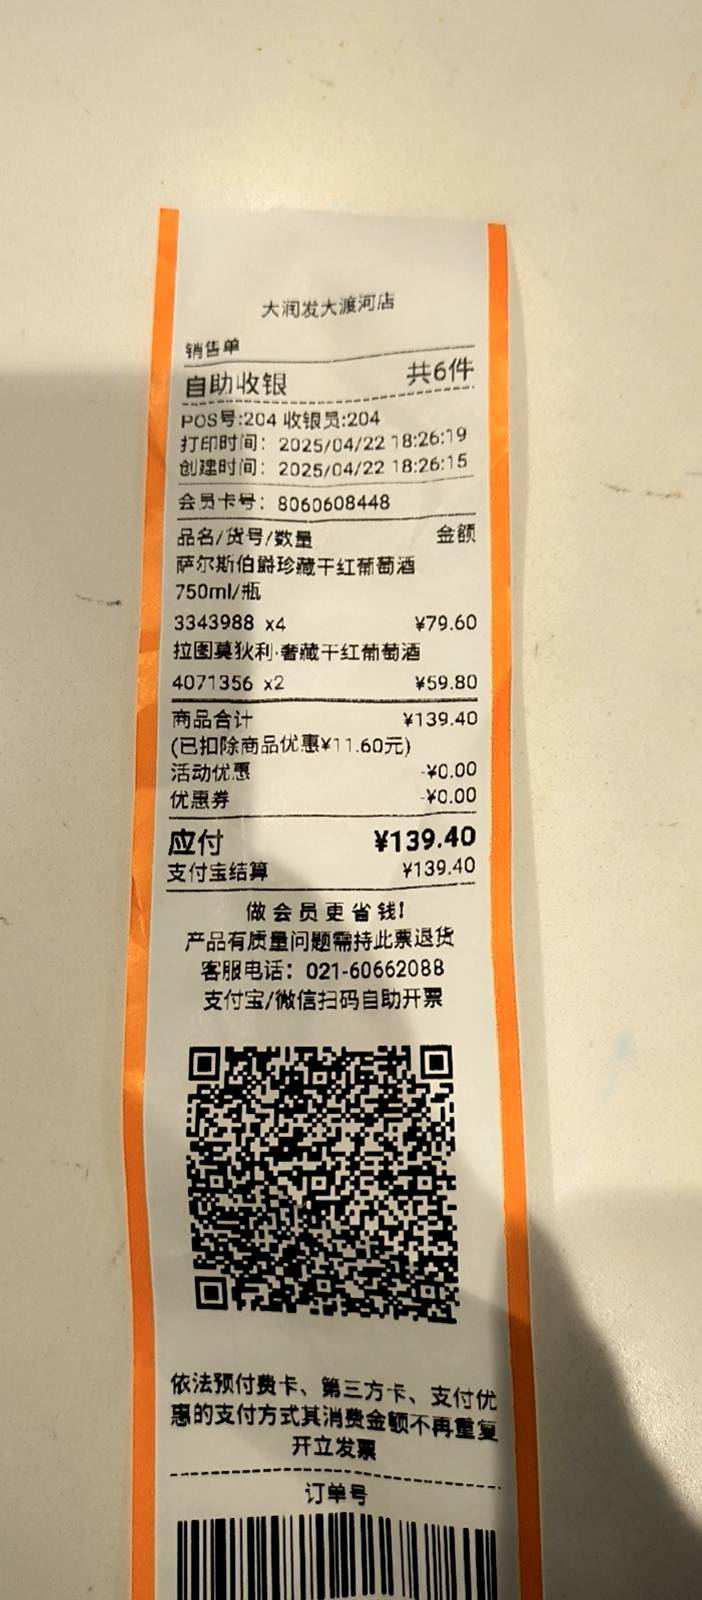 大润发大渡河店
销售单
自助收银 共6件
POS号:204 收银员:204
打印时间: 2025/04/22 18:26:19
创建时间: 2025/04/22 18:26:15
会员卡号: 8060608448
品名/货号/数量 金额
萨尔斯伯爵珍藏干红葡萄酒
750ml/瓶
3343988 x4 ¥79.60
拉图莫狄利·奢藏干红葡萄酒
4071356 x2 ¥59.80
商品合计 ¥139.40
(已扣除商品优惠¥11.60元)
活动优惠 -¥0.00
优惠券 -¥0.00
应付 ¥139.40
支付宝结算 ¥139.40
做会员更省钱!
产品有质量问题需持此票退货
客服电话: 021-60662088
支付宝/微信扫码自助开票
依法预付费卡、第三方卡、支付优
惠的支付方式其消费金额不再重复
开立发票
订单号